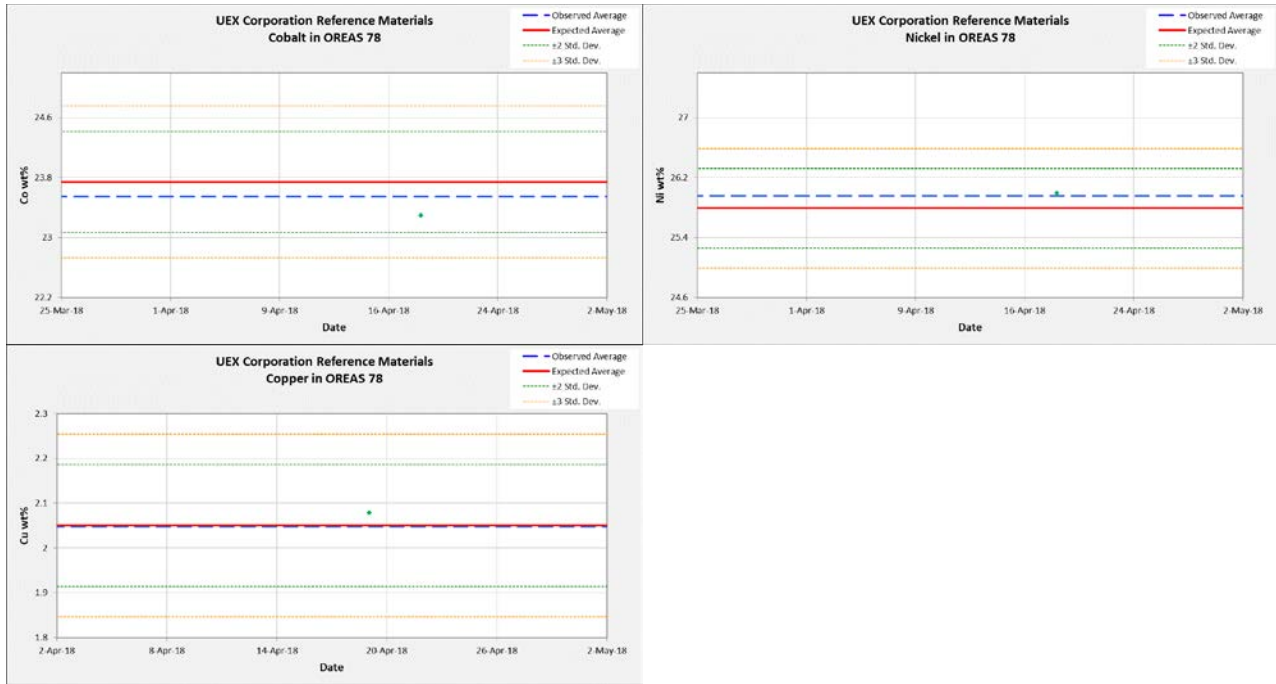 UEX Corporation Reference Materials
Cobalt in OREAS 78
Observed Average
Expected Average
±2 Std. Dev.
±3 Std. Dev.
24.6
23.8
23
22.2
Co wt%
25-Mar-18 1-Apr-18 9-Apr-18 16-Apr-18 24-Apr-18 2-May-18
Date
UEX Corporation Reference Materials
Nickel in OREAS 78
Observed Average
Expected Average
±2 Std. Dev.
±3 Std. Dev.
27
26.2
25.4
24.6
Ni wt%
25-Mar-18 1-Apr-18 9-Apr-18 16-Apr-18 24-Apr-18 2-May-18
Date
UEX Corporation Reference Materials
Copper in OREAS 78
Observed Average
Expected Average
±2 Std. Dev.
±3 Std. Dev.
2.3
2.2
2.1
2
1.9
1.8
Cu wt%
2-Apr-18 8-Apr-18 14-Apr-18 20-Apr-18 26-Apr-18 2-May-18
Date